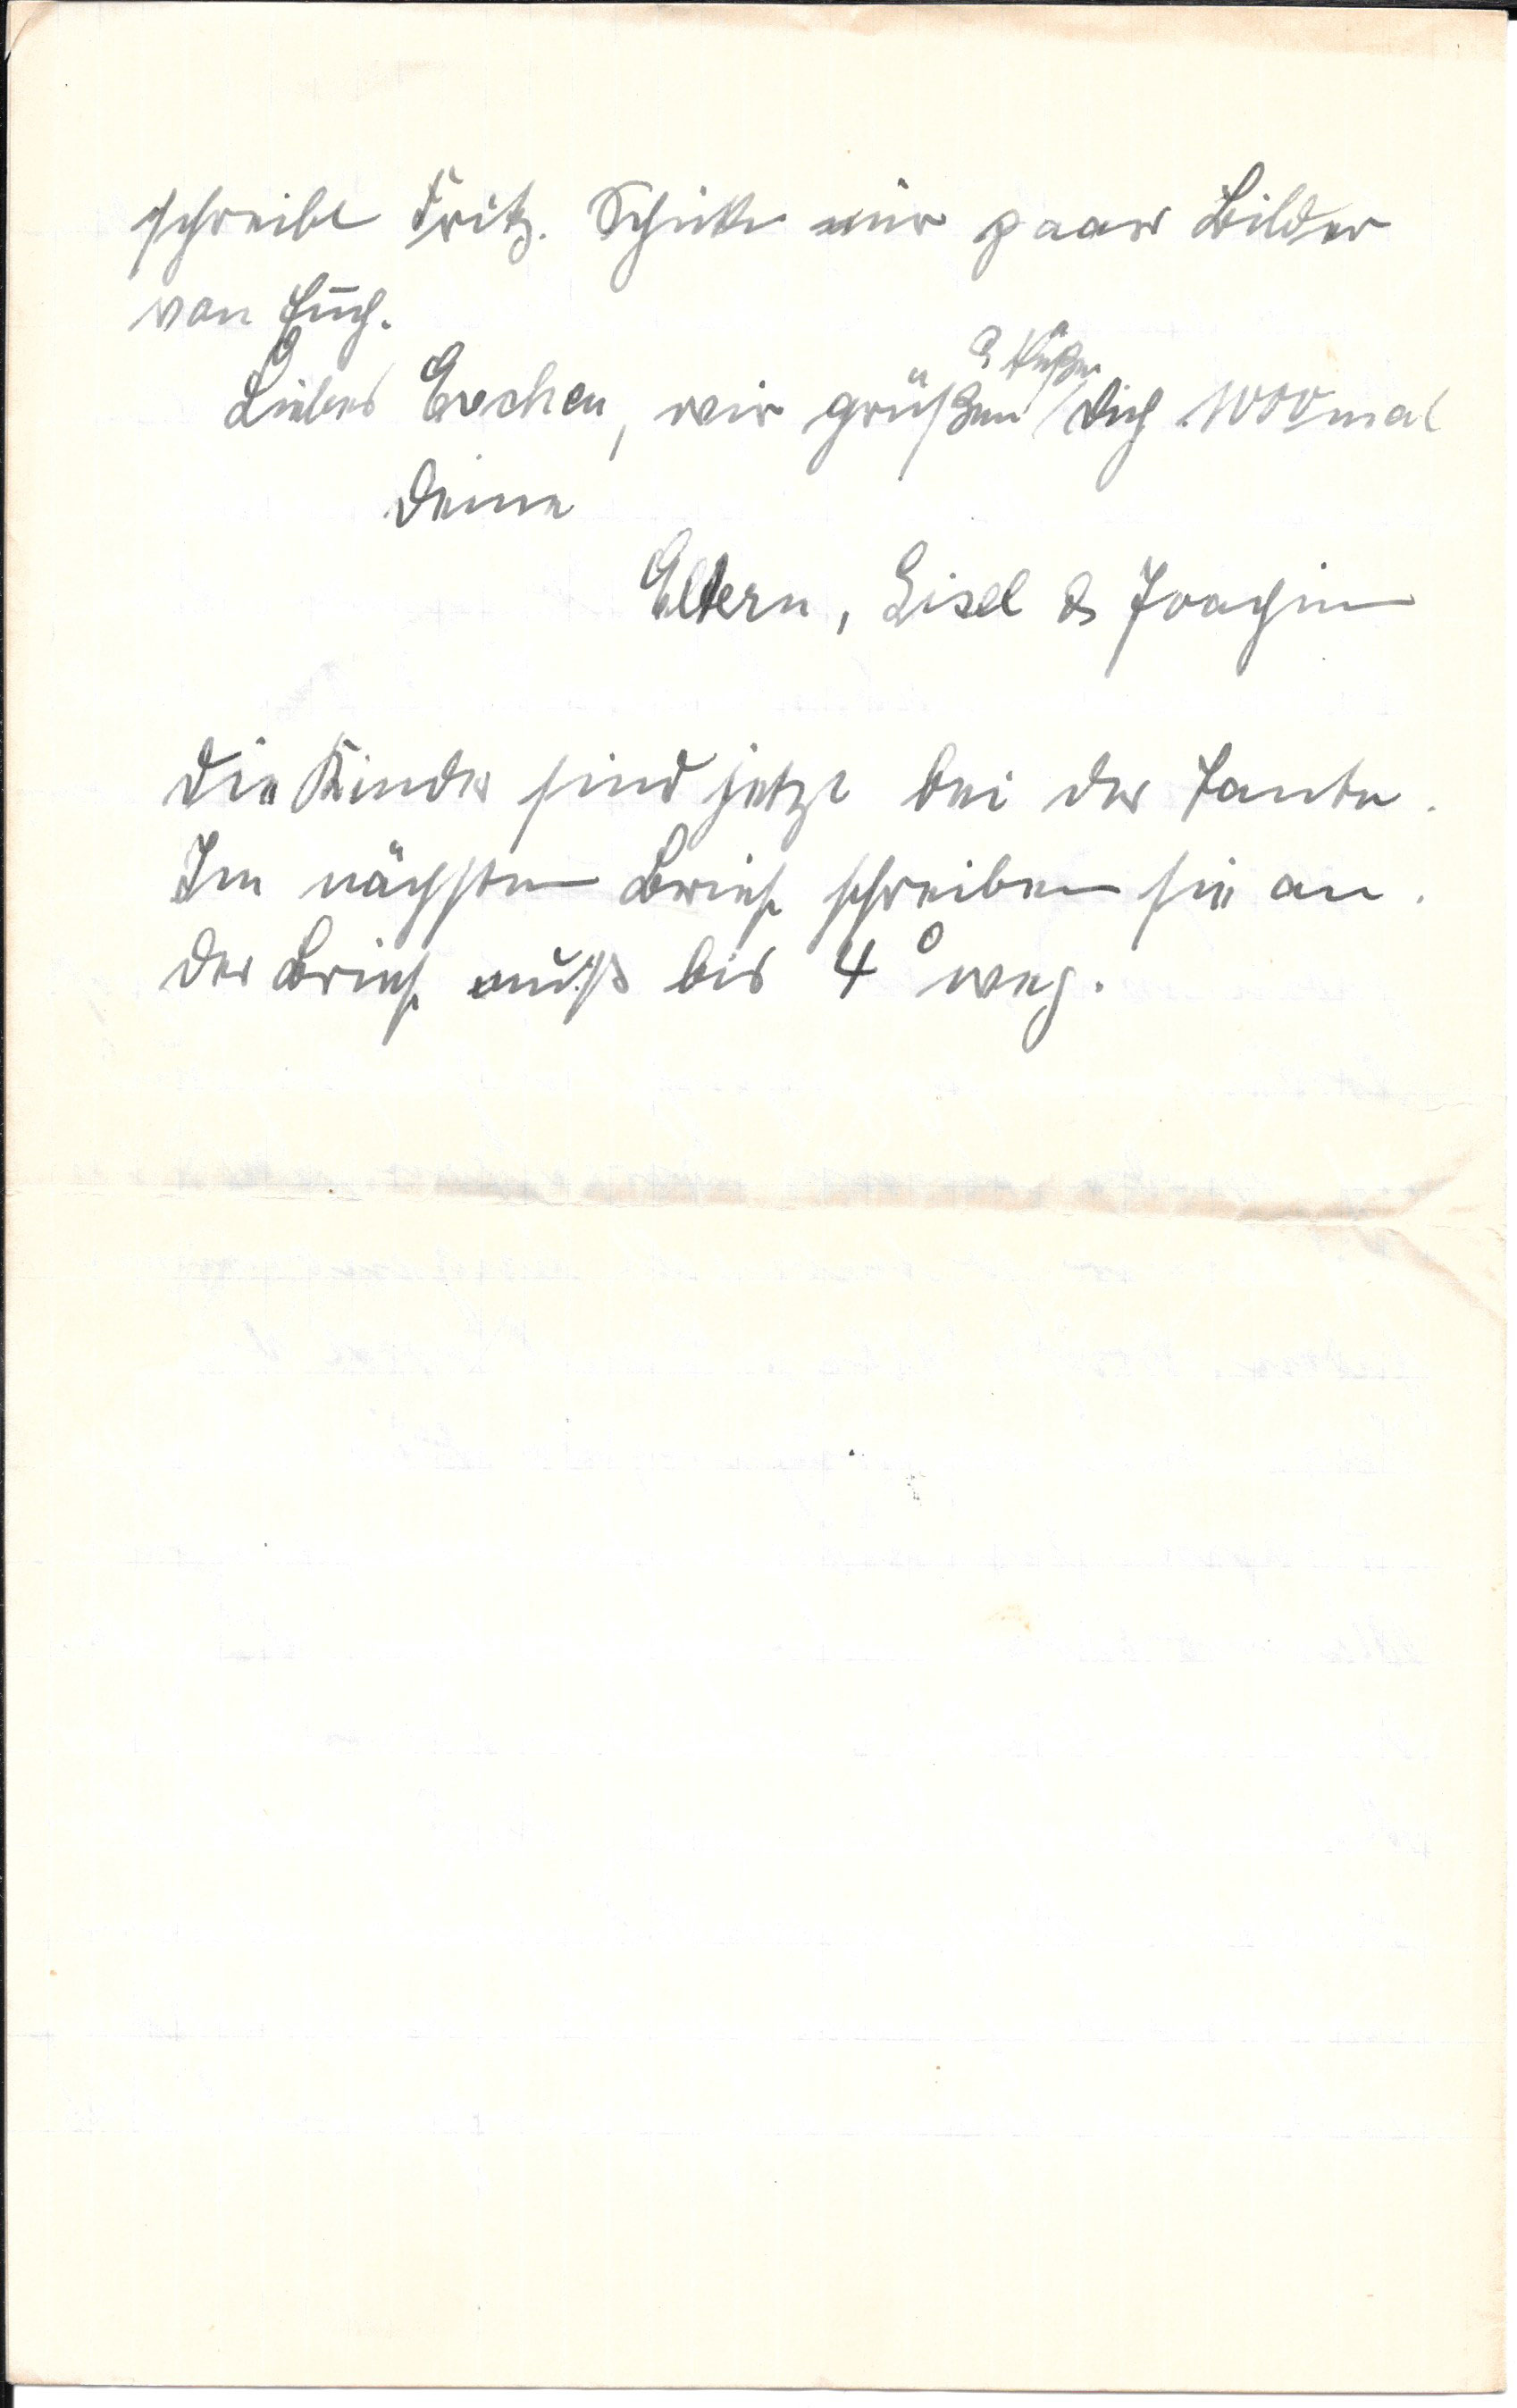 schreibt Fritz. Schicke mir paar Bilder
von Euch.
Liebes Evchen, wir grüßen & küßen Dich 1000mal
Deine
Eltern, Lisel & Joachim
Die Kinder sind jetzt bei der Tante.
Im nächsten Brief schreiben sie an.
Der Brief muß bis 4° weg.